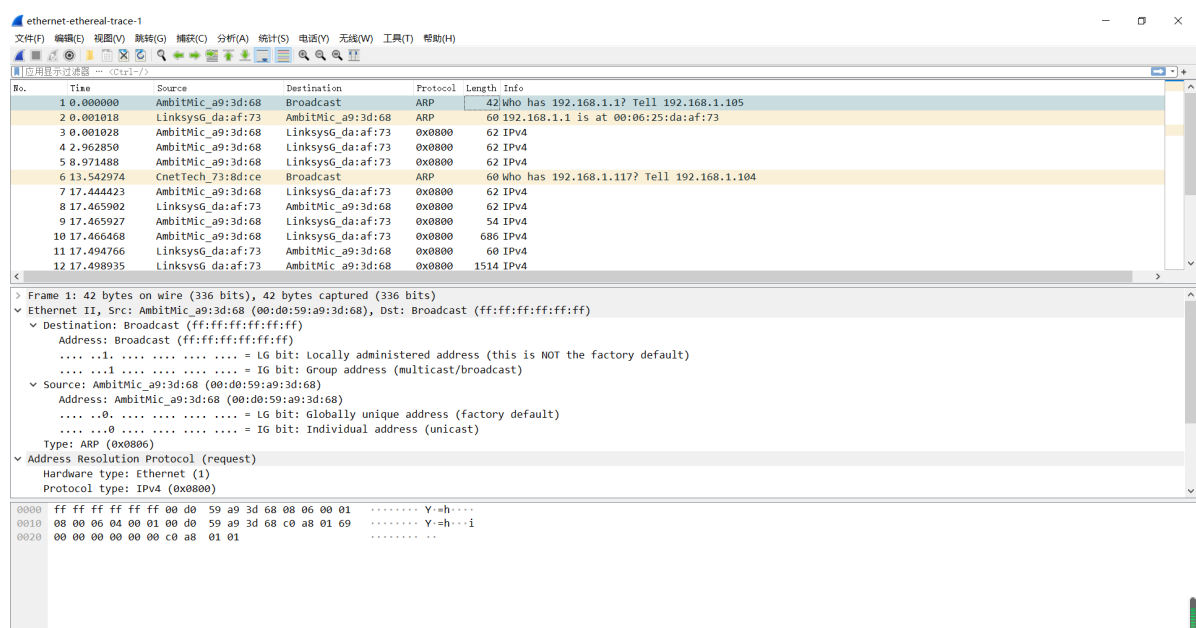 ethernet-ethereal-trace-1
文件(F) 编辑(E) 视图(V) 跳转(G) 捕获(C) 分析(A) 统计(S) 电话(Y) 无线(W) 工具(T) 帮助(H)
应用显示过滤器 … <Ctrl-/>
No. Time Source Destination Protocol Length Info
1 0.000000 AmbitMic_a9:3d:68 Broadcast ARP 42 Who has 192.168.1.1? Tell 192.168.1.105
2 0.001018 LinksysG_da:af:73 AmbitMic_a9:3d:68 ARP 60 192.168.1.1 is at 00:06:25:da:af:73
3 0.001028 AmbitMic_a9:3d:68 LinksysG_da:af:73 0x0800 62 IPv4
4 2.962850 AmbitMic_a9:3d:68 LinksysG_da:af:73 0x0800 62 IPv4
5 8.971488 AmbitMic_a9:3d:68 LinksysG_da:af:73 0x0800 62 IPv4
6 13.542974 CnetTech_73:8d:ce Broadcast ARP 60 Who has 192.168.1.117? Tell 192.168.1.104
7 17.444423 AmbitMic_a9:3d:68 LinksysG_da:af:73 0x0800 62 IPv4
8 17.465902 LinksysG_da:af:73 AmbitMic_a9:3d:68 0x0800 62 IPv4
9 17.465927 AmbitMic_a9:3d:68 LinksysG_da:af:73 0x0800 54 IPv4
10 17.466468 AmbitMic_a9:3d:68 LinksysG_da:af:73 0x0800 686 IPv4
11 17.494766 LinksysG_da:af:73 AmbitMic_a9:3d:68 0x0800 60 IPv4
12 17.498935 LinksysG_da:af:73 AmbitMic_a9:3d:68 0x0800 1514 IPv4
Frame 1: 42 bytes on wire (336 bits), 42 bytes captured (336 bits)
Ethernet II, Src: AmbitMic_a9:3d:68 (00:d0:59:a9:3d:68), Dst: Broadcast (ff:ff:ff:ff:ff:ff)
Destination: Broadcast (ff:ff:ff:ff:ff:ff)
Address: Broadcast (ff:ff:ff:ff:ff:ff)
.... ..1. .... .... .... .... = LG bit: Locally administered address (this is NOT the factory default)
.... ...1 .... .... .... .... = IG bit: Group address (multicast/broadcast)
Source: AmbitMic_a9:3d:68 (00:d0:59:a9:3d:68)
Address: AmbitMic_a9:3d:68 (00:d0:59:a9:3d:68)
.... ..0. .... .... .... .... = LG bit: Globally unique address (factory default)
.... ...0 .... .... .... .... = IG bit: Individual address (unicast)
Type: ARP (0x0806)
Address Resolution Protocol (request)
Hardware type: Ethernet (1)
Protocol type: IPv4 (0x0800)
0000 ff ff ff ff ff ff 00 d0 59 a9 3d 68 08 06 00 01 ········ Y·=h····
0010 08 00 06 04 00 01 00 d0 59 a9 3d 68 c0 a8 01 69 ········ Y·=h···i
0020 00 00 00 00 00 00 c0 a8 01 01 ········ ··